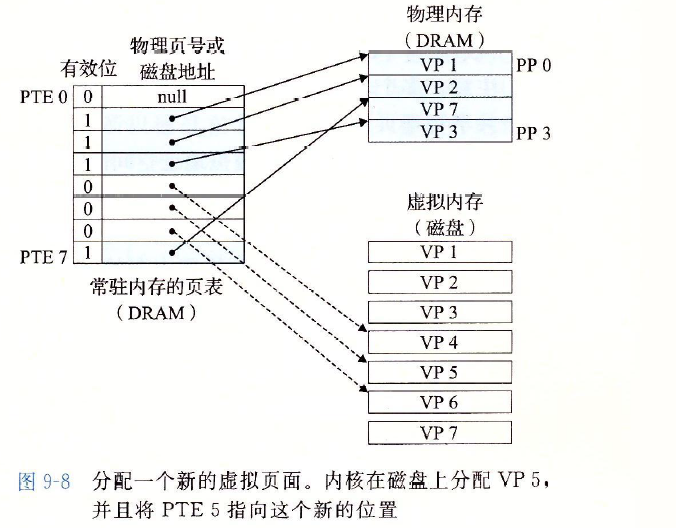 物理页号或
有效位 磁盘地址
PTE 0 0 null
1
1
1
0
0
0
PTE 7 1
常驻内存的页表
（DRAM）
物理内存
（DRAM）
VP 1 PP 0
VP 2
VP 7
VP 3 PP 3
虚拟内存
（磁盘）
VP 1
VP 2
VP 3
VP 4
VP 5
VP 6
VP 7
图 9-8 分配一个新的虚拟页面。内核在磁盘上分配 VP 5，
并且将 PTE 5 指向这个新的位置